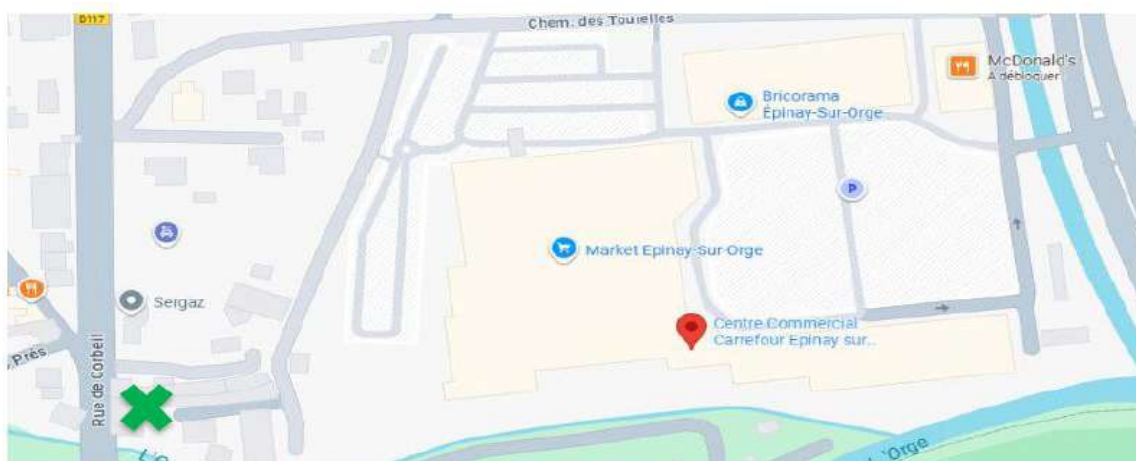 D117
Chem. des Tourelles
McDonald's
A débloquer
Bricorama
Épinay-Sur-Orge
P
Market Epinay-Sur-Orge
Sergaz
Centre Commercial
Carrefour Epinay sur...
Prés
Rue de Corbeil
L'Orge